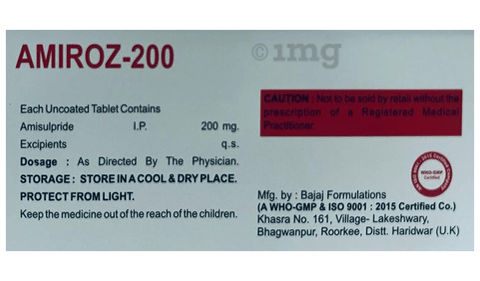 AMIROZ-200
©1mg
Each Uncoated Tablet Contains
Amisulpride I.P. 200 mg.
Excipients q.s.
Dosage : As Directed By The Physician.
STORAGE: STORE IN A COOL & DRY PLACE.
PROTECT FROM LIGHT.
Keep the medicine out of the reach of the children.
CAUTION : Not to be sold by retail without the
prescription of a Registered Medical
Practitioner.
WHO-GMP
Certified
Mfg. by : Bajaj Formulations
(A WHO-GMP & ISO 9001 : 2015 Certified Co.)
Khasra No. 161, Village- Lakeshwary,
Bhagwanpur, Roorkee, Distt. Haridwar (U.K)